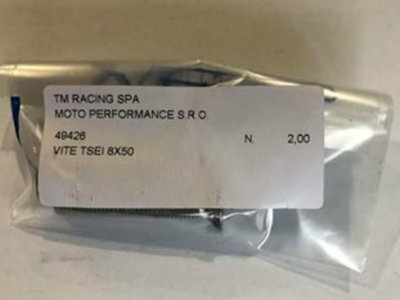 TM RACING SPA
MOTO PERFORMANCE S.R.O.
49426 N. 2,00
VITE TSEI 8X50